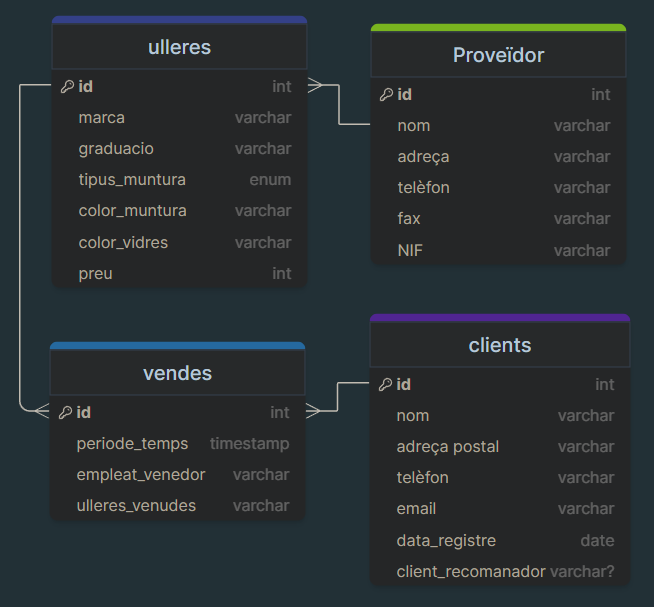 ulleres
id int
marca varchar
graduacio varchar
tipus_muntura enum
color_muntura varchar
color_vidres varchar
preu int
Proveïdor
id int
nom varchar
adreça varchar
telèfon varchar
fax varchar
NIF varchar
vendes
id int
periode_temps timestamp
empleat_venedor varchar
ulleres_venudes varchar
clients
id int
nom varchar
adreça postal varchar
telèfon varchar
email varchar
data_registre date
client_recomanador varchar?